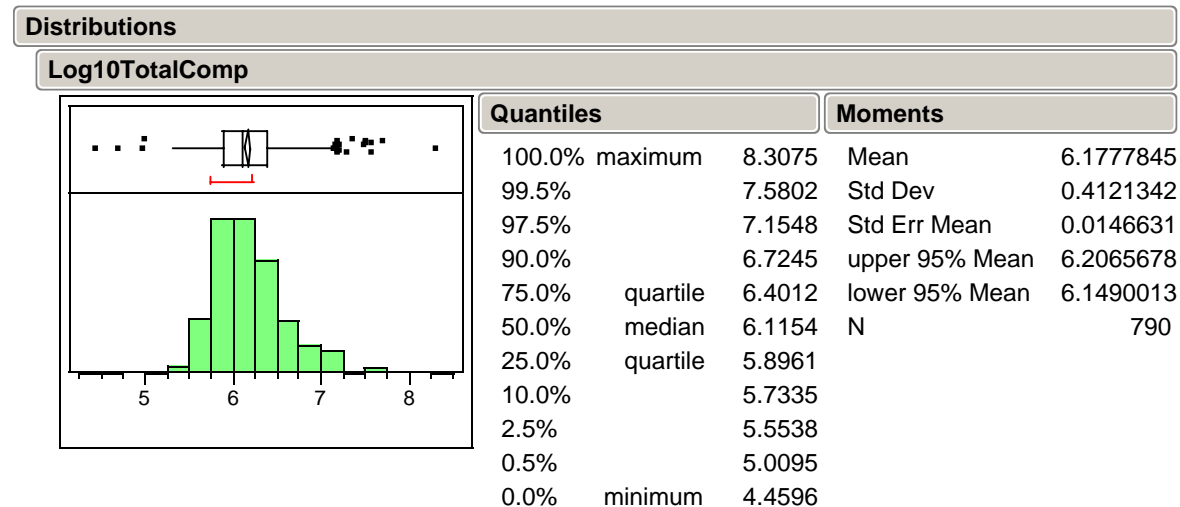 Distributions
Log10TotalComp
5 6 7 8
Quantiles
100.0% maximum 8.3075
99.5% 7.5802
97.5% 7.1548
90.0% 6.7245
75.0% quartile 6.4012
50.0% median 6.1154
25.0% quartile 5.8961
10.0% 5.7335
2.5% 5.5538
0.5% 5.0095
0.0% minimum 4.4596
Moments
Mean 6.1777845
Std Dev 0.4121342
Std Err Mean 0.0146631
upper 95% Mean 6.2065678
lower 95% Mean 6.1490013
N 790